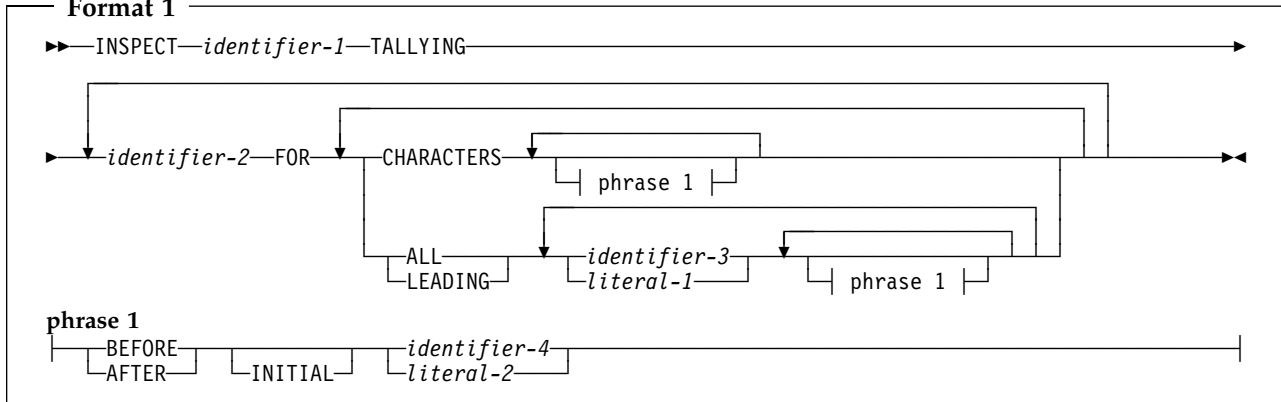 Format 1
INSPECT identifier-1 TALLYING
identifier-2 FOR CHARACTERS
phrase 1
ALL identifier-3
LEADING literal-1 phrase 1
phrase 1
BEFORE identifier-4
AFTER INITIAL literal-2